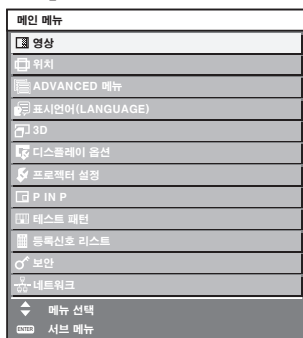 메인 메뉴
영상
위치
ADVANCED 메뉴
표시언어(LANGUAGE)
3D
디스플레이 옵션
프로젝터 설정
P IN P
테스트 패턴
등록신호 리스트
보안
네트워크
메뉴 선택
ENTER 서브 메뉴